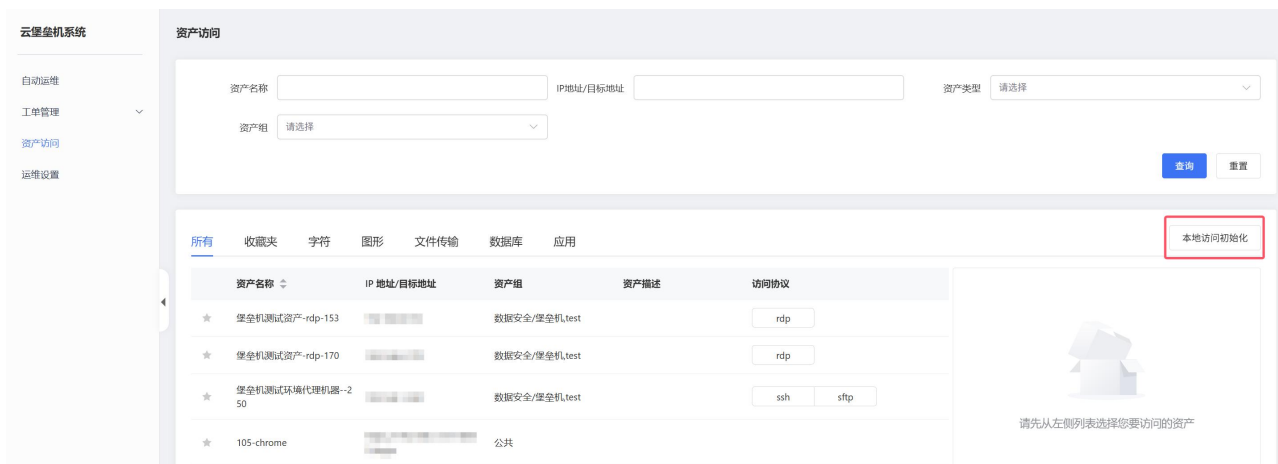 云堡垒机系统
自动运维
工单管理
资产访问
运维设置
资产访问
资产名称
IP地址/目标地址
资产类型 请选择
资产组 请选择
查询 重置
所有 收藏夹 字符 图形 文件传输 数据库 应用
本地访问初始化
资产名称 IP 地址/目标地址 资产组 资产描述 访问协议
堡垒机测试资产-rdp-153 数据安全/堡垒机,test rdp
堡垒机测试资产-rdp-170 数据安全/堡垒机,test rdp
堡垒机测试环境代理机器--2
50 数据安全/堡垒机,test ssh sftp
105-chrome 公共
请先从左侧列表选择您要访问的资产